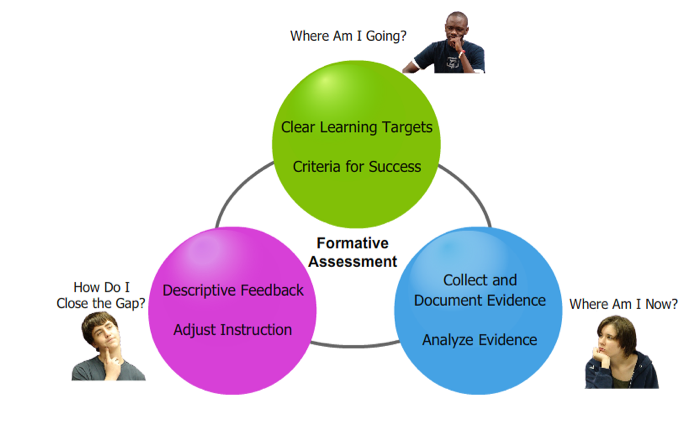 Where Am I Going?
Clear Learning Targets
Criteria for Success
Formative
Assessment
How Do I
Close the Gap?
Descriptive Feedback
Adjust Instruction
Collect and
Document Evidence
Analyze Evidence
Where Am I Now?